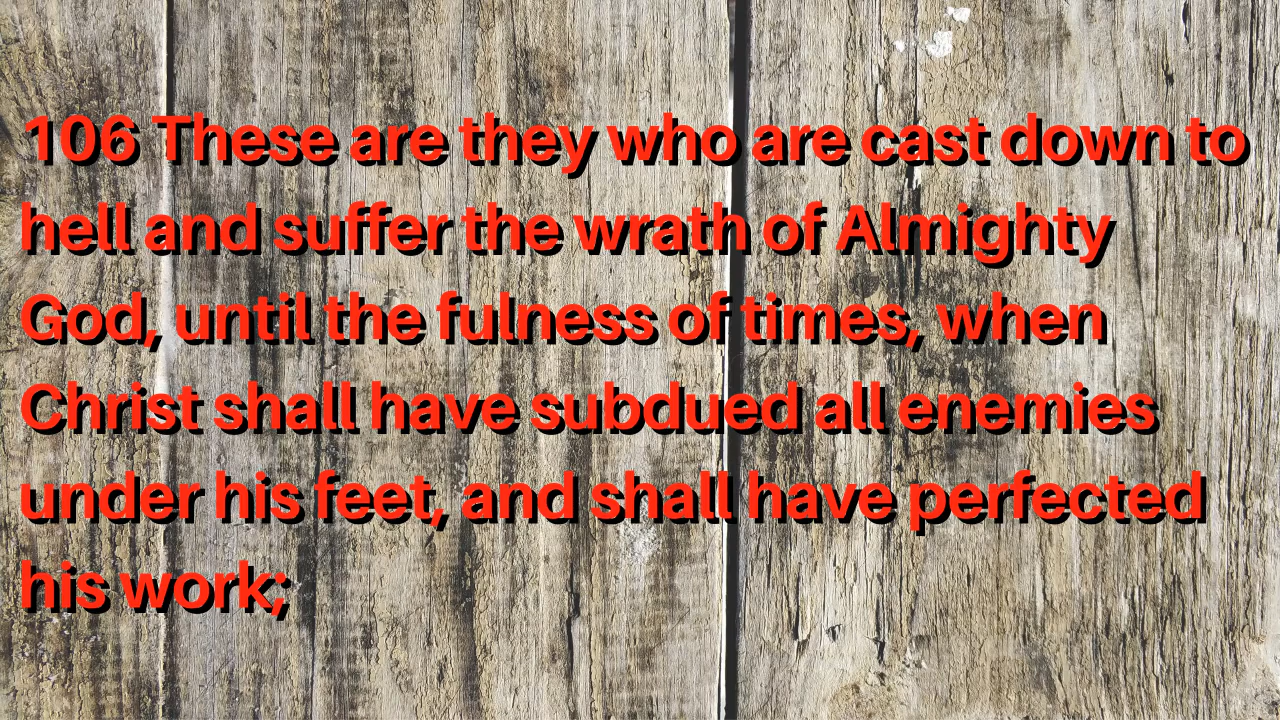 106 These are they who are cast down to
hell and suffer the wrath of Almighty
God, until the fulness of times, when
Christ shall have subdued all enemies
under his feet, and shall have perfected
his work;